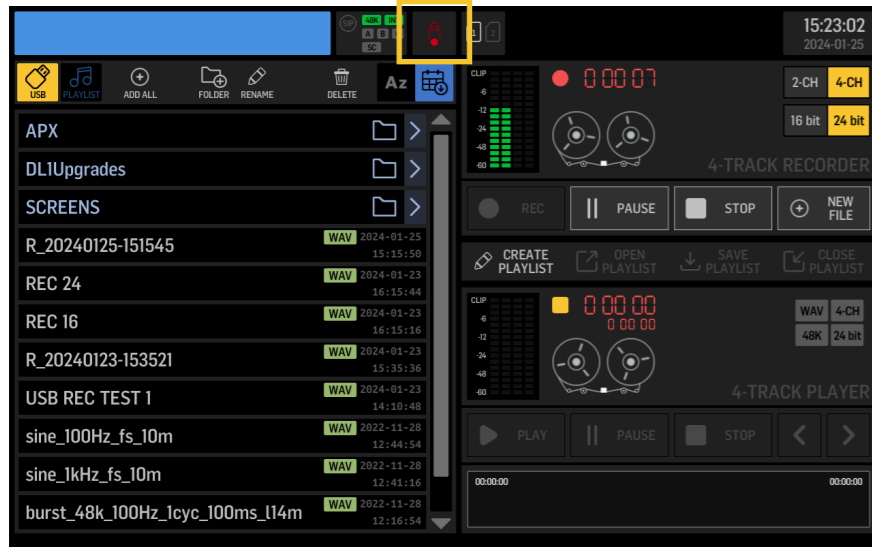 SIP 48K INT
A B
SC
1 2
15:23:02
2024-01-25
USB PLAYLIST ADD ALL FOLDER RENAME DELETE Az
APX
DL1Upgrades
SCREENS
R_20240125-151545 WAV 2024-01-25
15:15:50
REC 24 WAV 2024-01-23
16:15:44
REC 16 WAV 2024-01-23
16:15:16
R_20240123-153521 WAV 2024-01-23
15:35:36
USB REC TEST 1 WAV 2024-01-23
14:10:48
sine_100Hz_fs_10m WAV 2022-11-28
12:44:54
sine_1kHz_fs_10m WAV 2022-11-28
12:41:16
burst_48k_100Hz_1cyc_100ms_l14m WAV 2022-11-28
12:16:54
CLIP
-6
-12
-24
-48
-60
0 00 07
2-CH 4-CH
16 bit 24 bit
4-TRACK RECORDER
REC PAUSE STOP NEW FILE
CREATE PLAYLIST OPEN PLAYLIST SAVE PLAYLIST CLOSE PLAYLIST
CLIP
-6
-12
-24
-48
-60
0 00 00
0 00 00
WAV 4-CH
48K 24 bit
4-TRACK PLAYER
PLAY PAUSE STOP
00:00:00 00:00:00